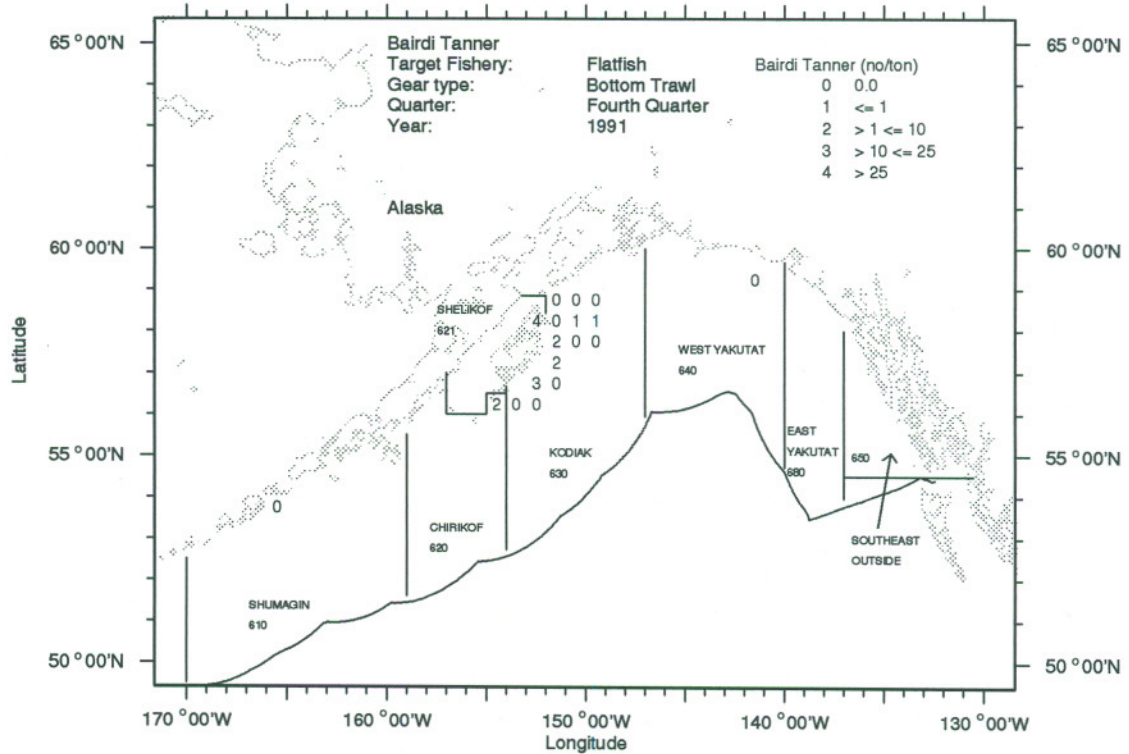 65 °00'N
65 °00'N
Bairdi Tanner
Target Fishery: Flatfish
Gear type: Bottom Trawl
Quarter: Fourth Quarter
Year: 1991
Bairdi Tanner (no/ton)
0 0.0
1 <= 1
2 > 1 <= 10
3 > 10 <= 25
4 > 25
Alaska
60 °00'N
60 °00'N
0
SHELIKOF
621
0 0 0
4 0 1 1
2 0 0
2
3 0
2 0 0
WEST YAKUTAT
640
EAST
YAKUTAT
680
650
55 °00'N
55 °00'N
KODIAK
630
0
CHIRIKOF
620
SOUTHEAST
OUTSIDE
SHUMAGIN
610
50 °00'N
50 °00'N
Latitude
170 °00'W 160 °00'W 150 °00'W 140 °00'W 130 °00'W
Longitude